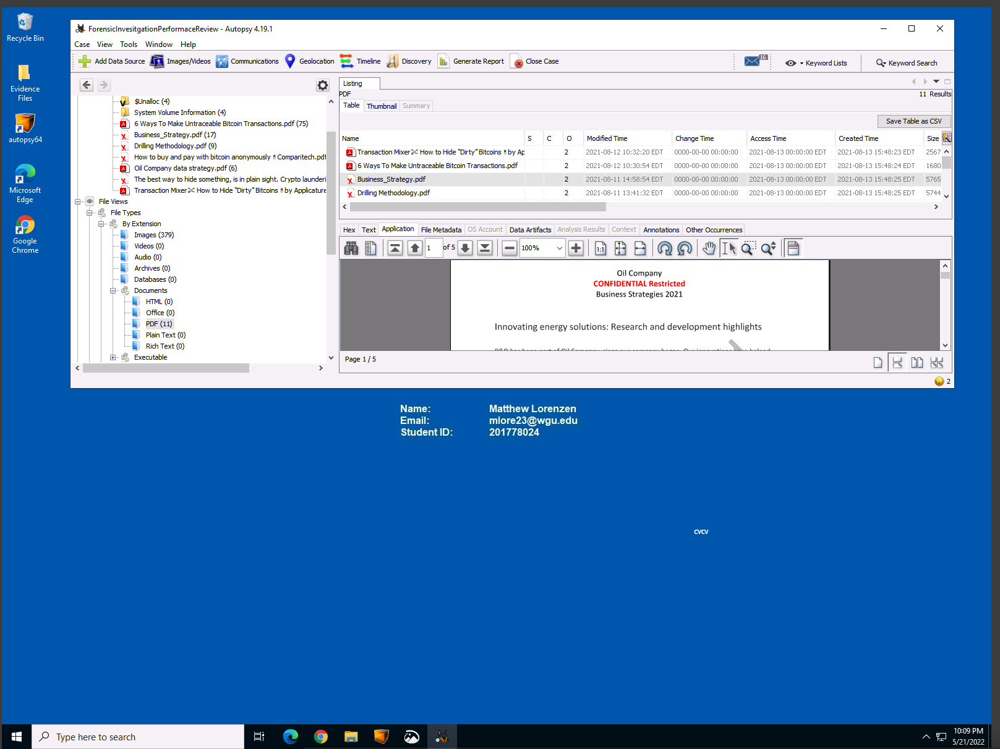 Recycle Bin
Evidence
Files
autopsy64
Microsoft
Edge
Google
Chrome
ForensicInvesitgationPerformaceReview - Autopsy 4.19.1
Case View Tools Window Help
Add Data Source Images/Videos Communications Geolocation Timeline Discovery Generate Report Close Case 16 Keyword Lists Keyword Search
$Unalloc (4)
System Volume Information (4)
6 Ways To Make Untraceable Bitcoin Transactions.pdf (75)
Business_Strategy.pdf (17)
Drilling Methodology.pdf (9)
How to buy and pay with bitcoin anonymously Comparitech.pdf
Oil Company data strategy.pdf (6)
The best way to hide something, is in plain sight. Crypto launderi
Transaction Mixer How to Hide "Dirty" Bitcoins by Applicature
File Views
File Types
By Extension
Images (379)
Videos (0)
Audio (0)
Archives (0)
Databases (0)
Documents
HTML (0)
Office (0)
PDF (11)
Plain Text (0)
Rich Text (0)
Executable
Listing
PDF 11 Results
Table Thumbnail Summary
Save Table as CSV
Name S C O Modified Time Change Time Access Time Created Time Size
Transaction Mixer How to Hide "Dirty" Bitcoins by Ap 2 2021-08-12 10:32:20 EDT 0000-00-00 00:00:00 2021-08-13 00:00:00 EDT 2021-08-13 15:48:23 EDT 2567
6 Ways To Make Untraceable Bitcoin Transactions.pdf 2 2021-08-12 10:30:54 EDT 0000-00-00 00:00:00 2021-08-13 00:00:00 EDT 2021-08-13 15:48:24 EDT 1680
Business_Strategy.pdf 2 2021-08-11 14:58:54 EDT 0000-00-00 00:00:00 2021-08-13 00:00:00 EDT 2021-08-13 15:48:25 EDT 5765
Drilling Methodology.pdf 2 2021-08-11 13:41:32 EDT 0000-00-00 00:00:00 2021-08-13 00:00:00 EDT 2021-08-13 15:48:25 EDT 5744
Hex Text Application File Metadata OS Account Data Artifacts Analysis Results Context Annotations Other Occurrences
1 of 5 100% 1:1
Oil Company
CONFIDENTIAL Restricted
Business Strategies 2021
Innovating energy solutions: Research and development highlights
R&D has been part of Oil Company since our company began. Our innovations have helped
Page 1 / 5
2
Name: Matthew Lorenzen
Email: mlore23@wgu.edu
Student ID: 201778024
cvcv
Type here to search
10:09 PM
5/21/2022